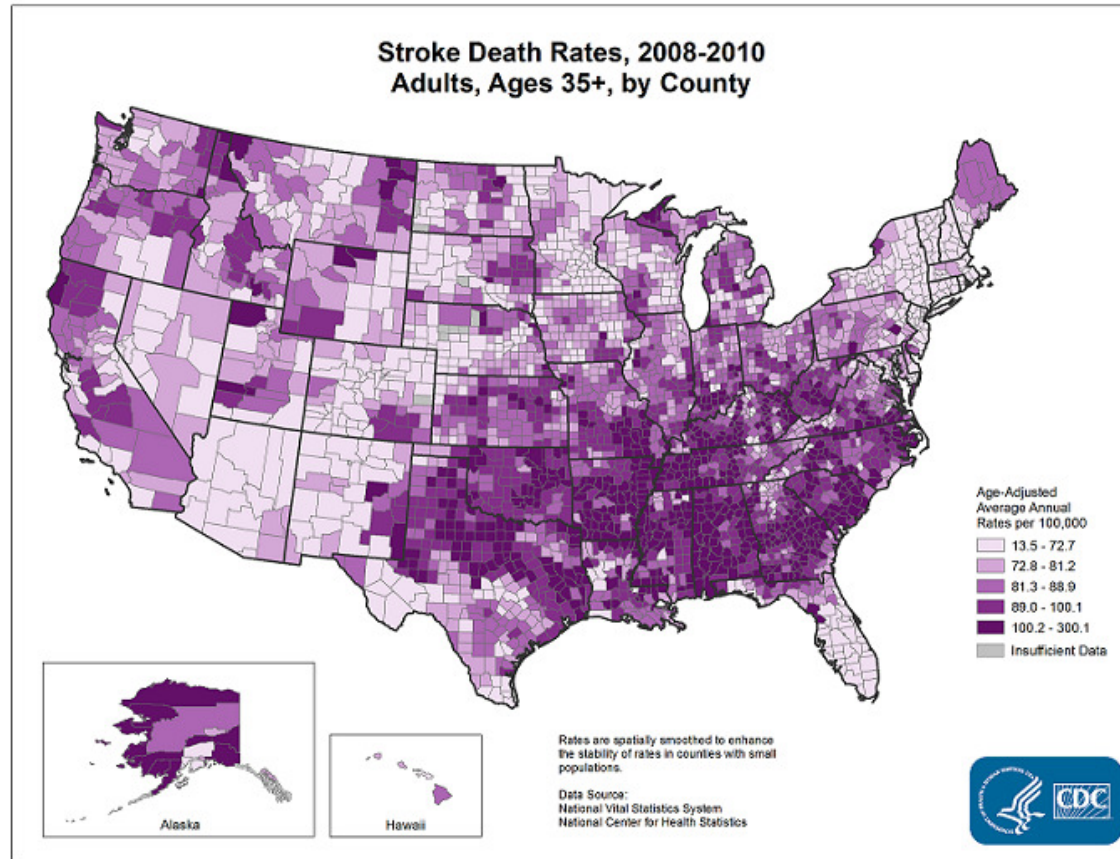 Stroke Death Rates, 2008-2010
Adults, Ages 35+, by County
Age-Adjusted
Average Annual
Rates per 100,000
13.5 - 72.7
72.8 - 81.2
81.3 - 88.9
89.0 - 100.1
100.2 - 300.1
Insufficient Data
Alaska
Hawaii
Rates are spatially smoothed to enhance
the stability of rates in counties with small
populations.
Data Source:
National Vital Statistics System
National Center for Health Statistics
CDC